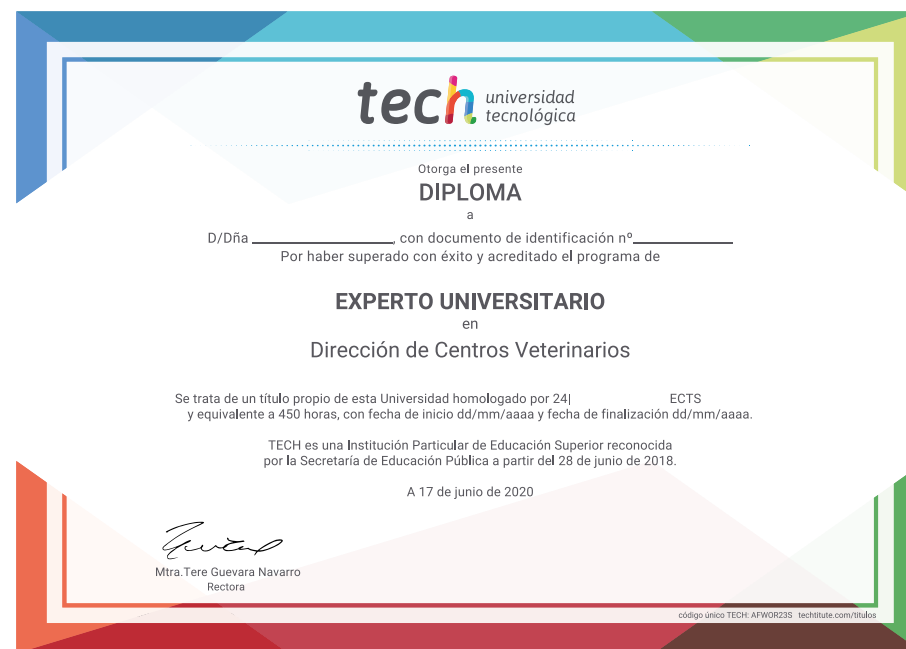 tech universidad
tecnológica
Otorga el presente
DIPLOMA
a
D/Dña ____________________, con documento de identificación nº______________
Por haber superado con éxito y acreditado el programa de
EXPERTO UNIVERSITARIO
en
Dirección de Centros Veterinarios
Se trata de un título propio de esta Universidad homologado por 24| ECTS
y equivalente a 450 horas, con fecha de inicio dd/mm/aaaa y fecha de finalización dd/mm/aaaa.
TECH es una Institución Particular de Educación Superior reconocida
por la Secretaría de Educación Pública a partir del 28 de junio de 2018.
A 17 de junio de 2020
Mtra.Tere Guevara Navarro
Rectora
código único TECH: AFWOR23S techtitute.com/títulos